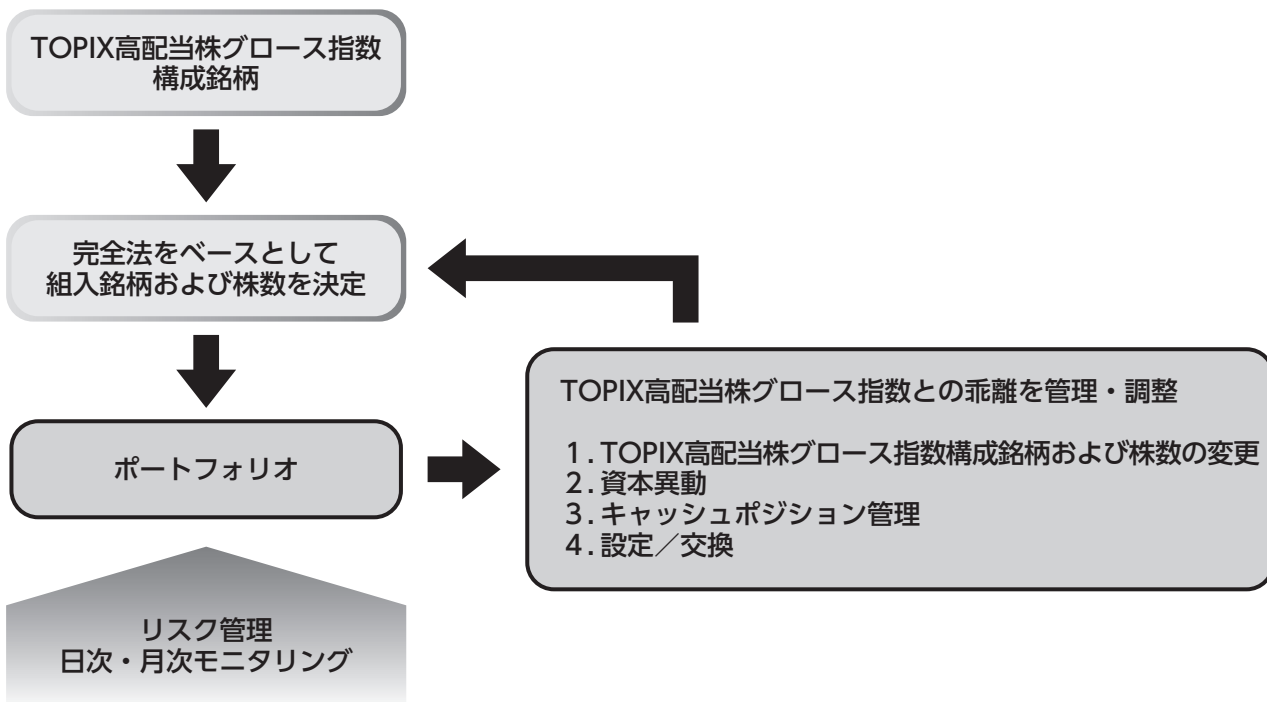 TOPIX高配当株グロース指数
構成銘柄
完全法をベースとして
組入銘柄および株数を決定
ポートフォリオ
TOPIX高配当株グロース指数との乖離を管理・調整
1.TOPIX高配当株グロース指数構成銘柄および株数の変更
2.資本異動
3.キャッシュポジション管理
4.設定／交換
リスク管理
日次・月次モニタリング